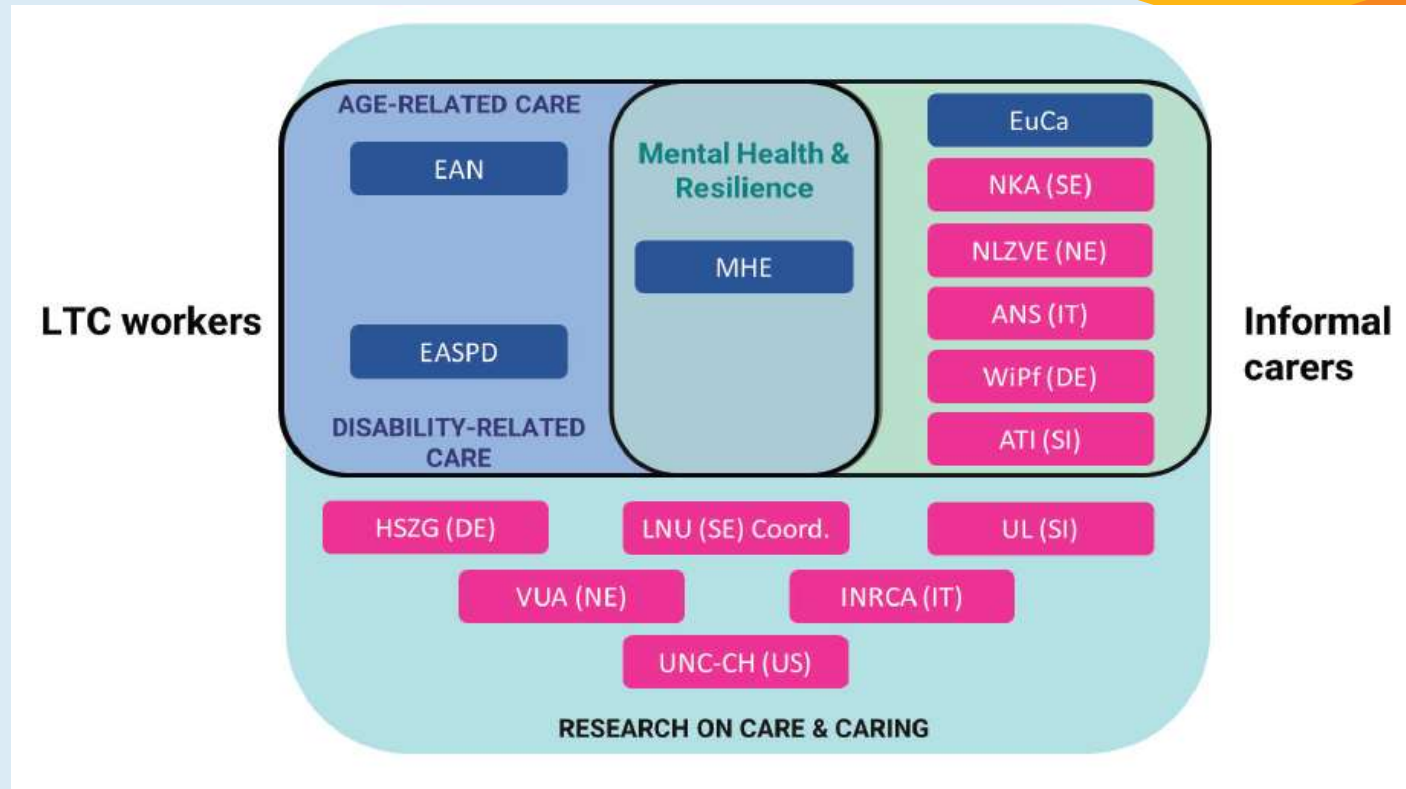 LTC workers
AGE-RELATED CARE
EAN
EASPD
DISABILITY-RELATED
CARE
Mental Health &
Resilience
MHE
EuCa
NKA (SE)
NLZVE (NE)
ANS (IT)
WiPf (DE)
ATI (SI)
Informal
carers
HSZG (DE)
LNU (SE) Coord.
UL (SI)
VUA (NE)
INRCA (IT)
UNC-CH (US)
RESEARCH ON CARE & CARING